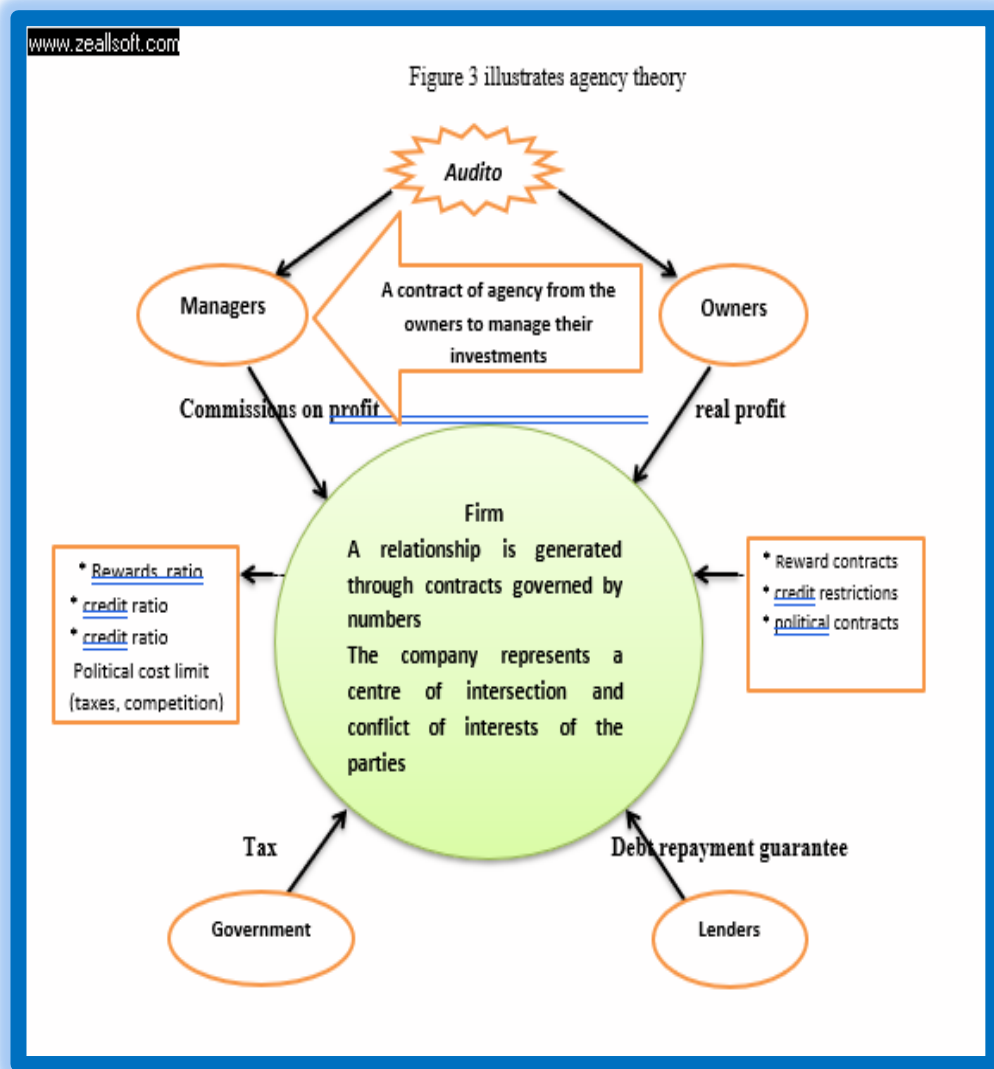 www.zeallsoft.com
Figure 3 illustrates agency theory
Audito
Managers
A contract of agency from the
owners to manage their
investments
Owners
Commissions on profit
real profit
Firm
A relationship is generated
through contracts governed by
numbers
The company represents a
centre of intersection and
conflict of interests of the
parties
* Rewards ratio
* credit ratio
* credit ratio
Political cost limit
(taxes, competition)
* Reward contracts
* credit restrictions
* political contracts
Tax
Debt repayment guarantee
Government
Lenders